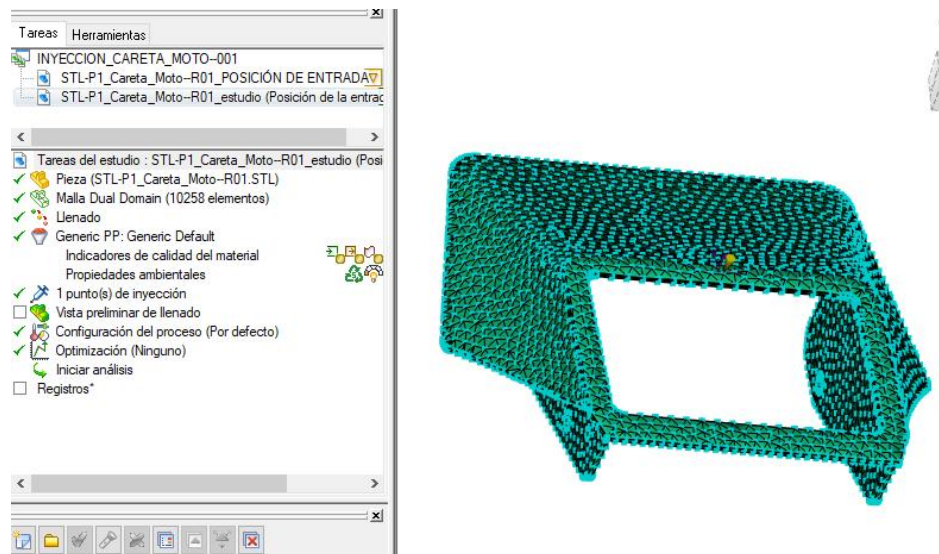 Tareas Herramientas
INYECCION_CARETA_MOTO--001
STL-P1_Careta_Moto--R01_POSICIÓN DE ENTRADA
STL-P1_Careta_Moto--R01_estudio (Posición de la entrag
Tareas del estudio : STL-P1_Careta_Moto--R01_estudio (Posi
Pieza (STL-P1_Careta_Moto--R01.STL)
Malla Dual Domain (10258 elementos)
Llenado
Generic PP: Generic Default
Indicadores de calidad del material
Propiedades ambientales
1 punto(s) de inyección
Vista preliminar de llenado
Configuración del proceso (Por defecto)
Optimización (Ninguno)
Iniciar análisis
Registros*